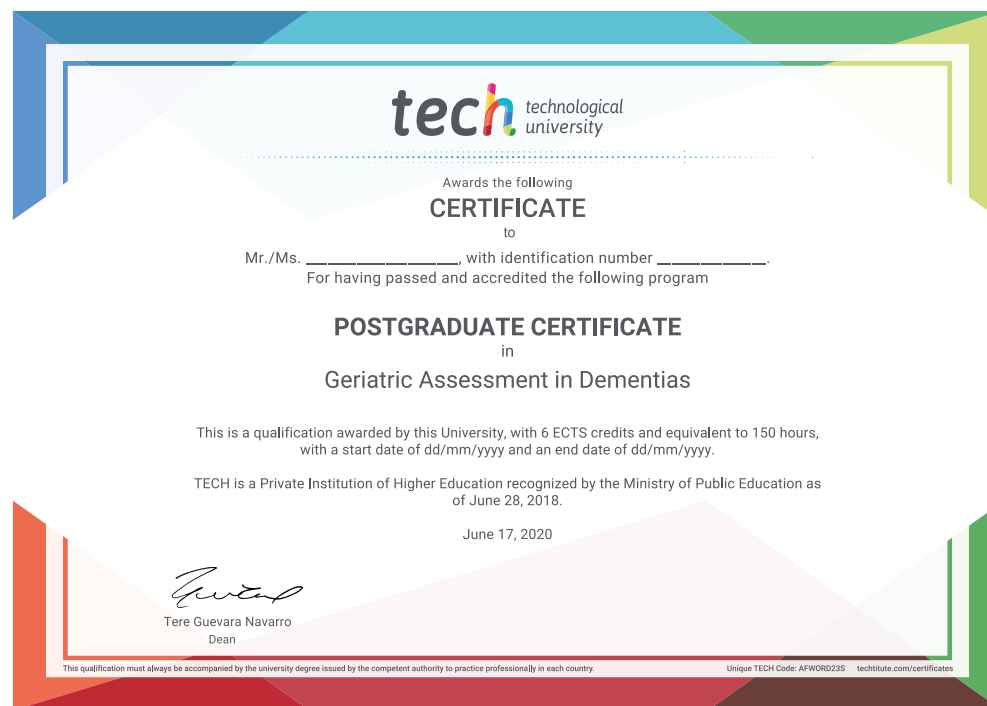 tech technological
university
Awards the following
CERTIFICATE
to
Mr./Ms. ____________________, with identification number ______________.
For having passed and accredited the following program
POSTGRADUATE CERTIFICATE
in
Geriatric Assessment in Dementias
This is a qualification awarded by this University, with 6 ECTS credits and equivalent to 150 hours,
with a start date of dd/mm/yyyy and an end date of dd/mm/yyyy.
TECH is a Private Institution of Higher Education recognized by the Ministry of Public Education as
of June 28, 2018.
June 17, 2020
Tere Guevara Navarro
Dean
This qualification must always be accompanied by the university degree issued by the competent authority to practice professionally in each country. Unique TECH Code: AFWORD23S techtitute.com/certificates